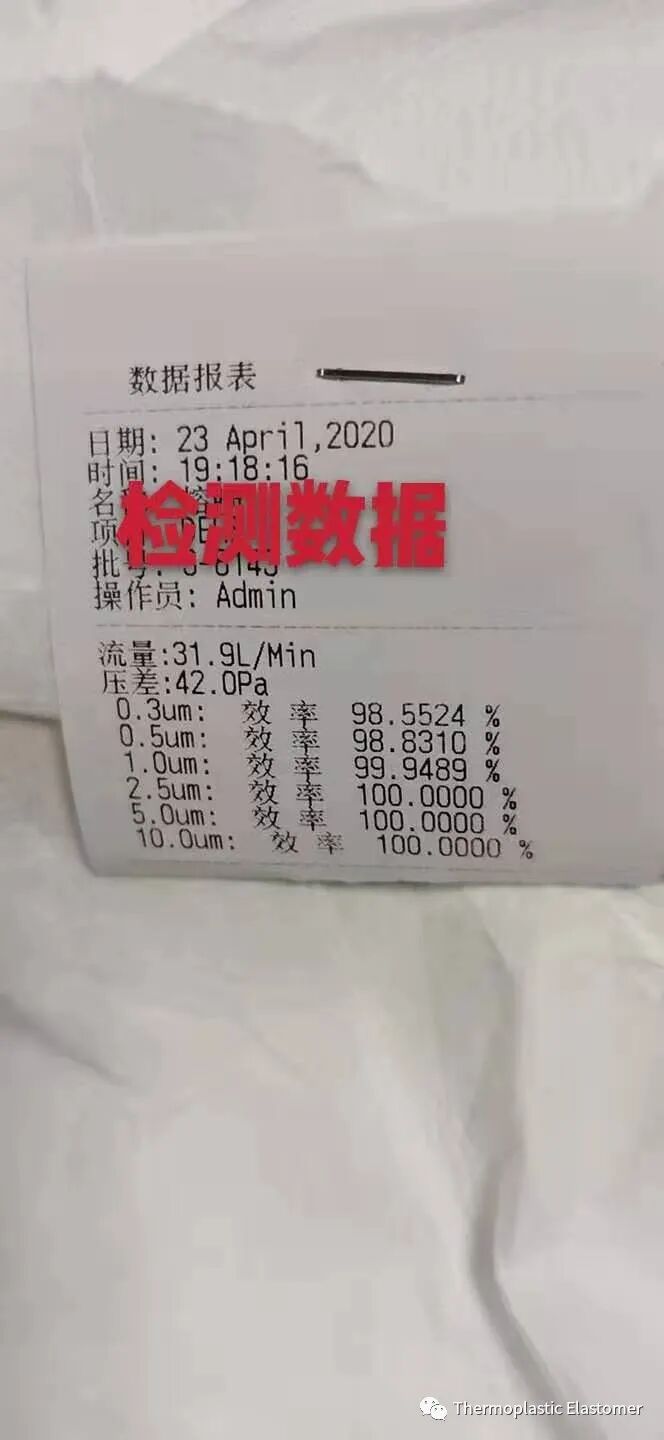 数据报表
日期: 23 April,2020
时间: 19:18:16
检测数据
操作员: Admin
流量:31.9L/Min
压差:42.0Pa
0.3um: 效 率 98.5524 %
0.5um: 效 率 98.8310 %
1.0um: 效 率 99.9489 %
2.5um: 效 率 100.0000 %
5.0um: 效 率 100.0000 %
10.0um: 效 率 100.0000 %
Thermoplastic Elastomer